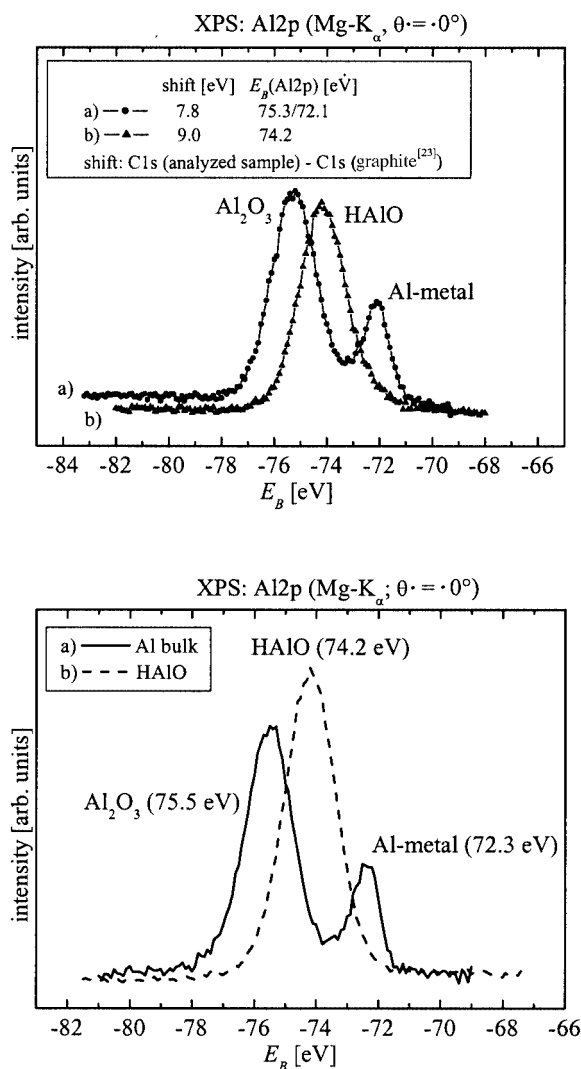 XPS: Al2p (Mg-Kα, θ·=·0°)
shift [eV] E_B(Al2p) [eV̇]
a) 7.8 75.3/72.1
b) 9.0 74.2
shift: C1s (analyzed sample) - C1s (graphite[23])
Al2O3
HAlO
Al-metal
a)
b)
intensity [arb. units]
-84 -82 -80 -78 -76 -74 -72 -70 -68 -66
E_B [eV]
XPS: Al2p (Mg-Kα; θ·=·0°)
a) Al bulk
b) HAlO
HAlO (74.2 eV)
Al2O3 (75.5 eV)
Al-metal (72.3 eV)
intensity [arb. units]
-82 -80 -78 -76 -74 -72 -70 -68 -66
E_B [eV]